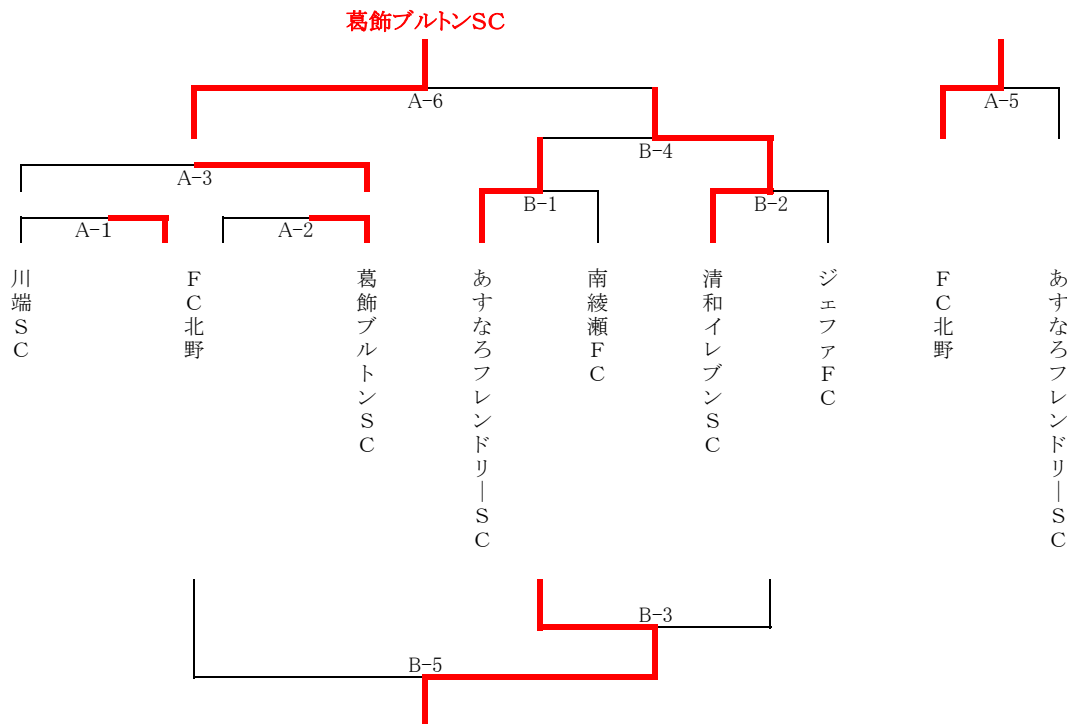 葛飾ブルトンSC
A-6
A-5
B-4
A-3
B-1
B-2
A-1
A-2
川端SC
FC北野
葛飾ブルトンSC
あすなろフレンドリーSC
南綾瀬FC
清和イレブンSC
ジェファFC
FC北野
あすなろフレンドリーSC
B-3
B-5